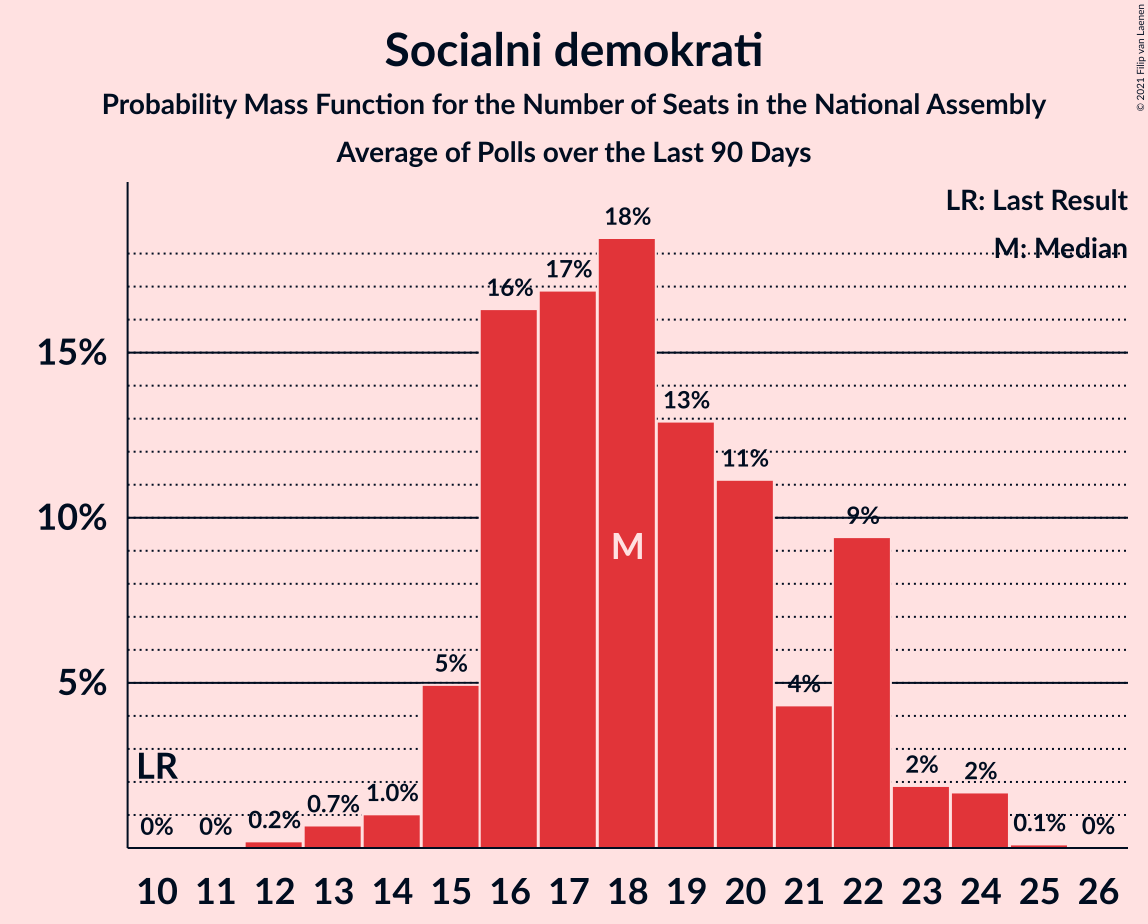 Socialni demokrati
Probability Mass Function for the Number of Seats in the National Assembly
Average of Polls over the Last 90 Days
© 2021 Filip van Laenen
LR: Last Result
M: Median
18%
17%
16%
15%
13%
11%
10%
9%
M
5%
5%
4%
LR
2%
2%
1.0%
0.7%
0%
0%
0.2%
0.1%
0%
10 11 12 13 14 15 16 17 18 19 20 21 22 23 24 25 26